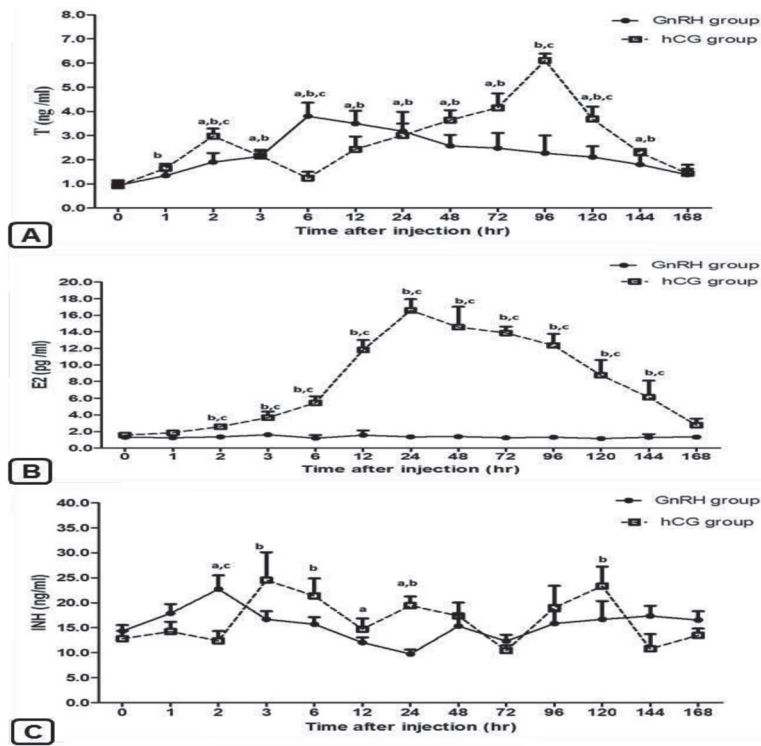 8.0
GnRH group
7.0
hCG group
6.0
5.0
4.0
3.0
2.0
1.0
0.0
T (ng /ml)
b
a,b,c
a,b
a,b,c
a,b
a,b
a,b
a,b
b,c
a,b,c
a,b
0 1 2 3 6 12 24 48 72 96 120 144 168
Time after injection (hr)
A
GnRH group
hCG group
20.0
18.0
16.0
14.0
12.0
10.0
8.0
6.0
4.0
2.0
0.0
E2 (pg /ml)
b,c
b,c
b,c
b,c
b,c
b,c
b,c
b,c
b,c
b,c
0 1 2 3 6 12 24 48 72 96 120 144 168
Time after injection (hr)
B
GnRH group
hCG group
40.0
35.0
30.0
25.0
20.0
15.0
10.0
5.0
0.0
INH (ng/ml)
a,c
b
b
a
a,b
b
0 1 2 3 6 12 24 48 72 96 120 144 168
Time after injection (hr)
C